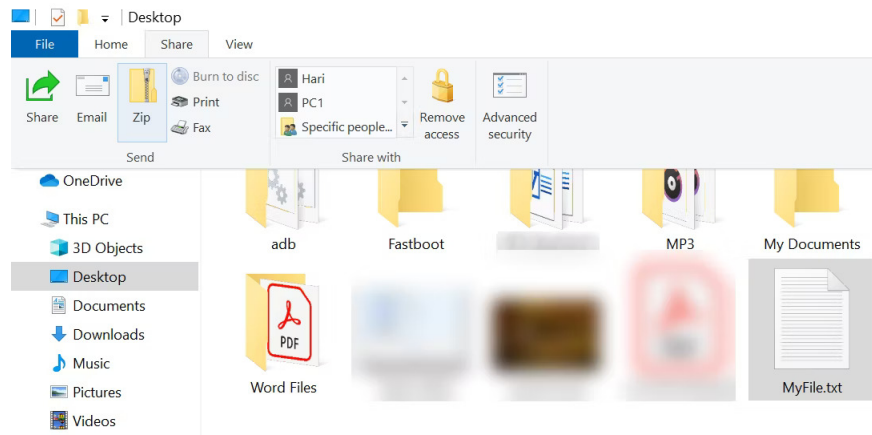 Desktop
File Home Share View
Share
Email
Zip
Burn to disc
Print
Fax
Send
Hari
PC1
Specific people...
Share with
Remove
access
Advanced
security
OneDrive
This PC
3D Objects
Desktop
Documents
Downloads
Music
Pictures
Videos
adb
Fastboot
MP3
My Documents
PDF
Word Files
MyFile.txt